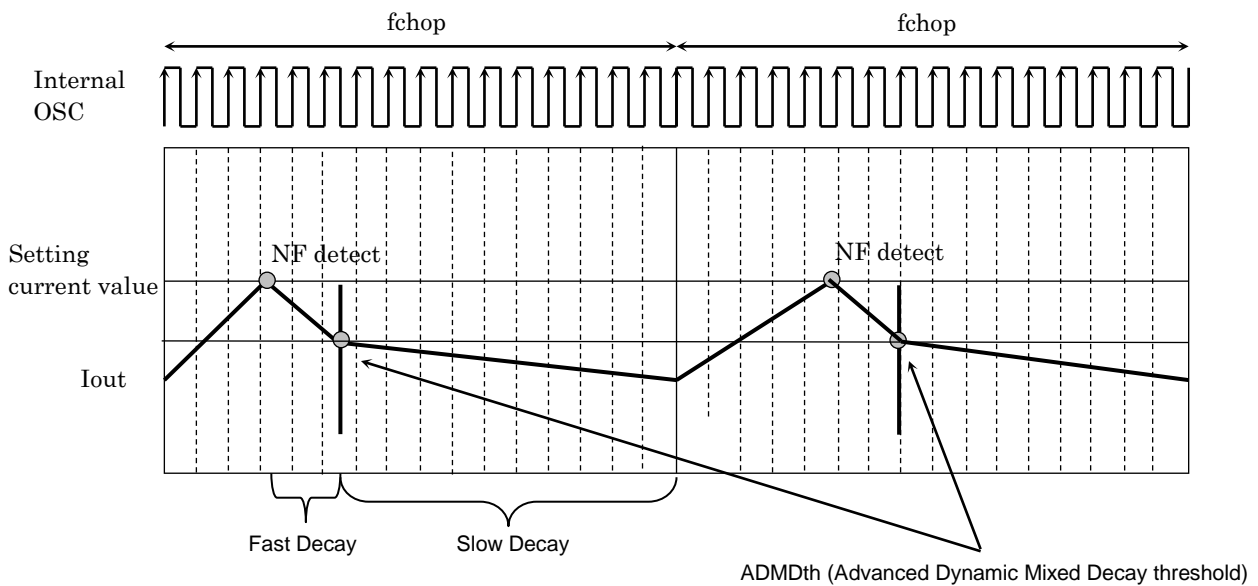 fchop
fchop
Internal
OSC
NF detect
NF detect
Setting
current value
Iout
Fast Decay
Slow Decay
ADMDth (Advanced Dynamic Mixed Decay threshold)